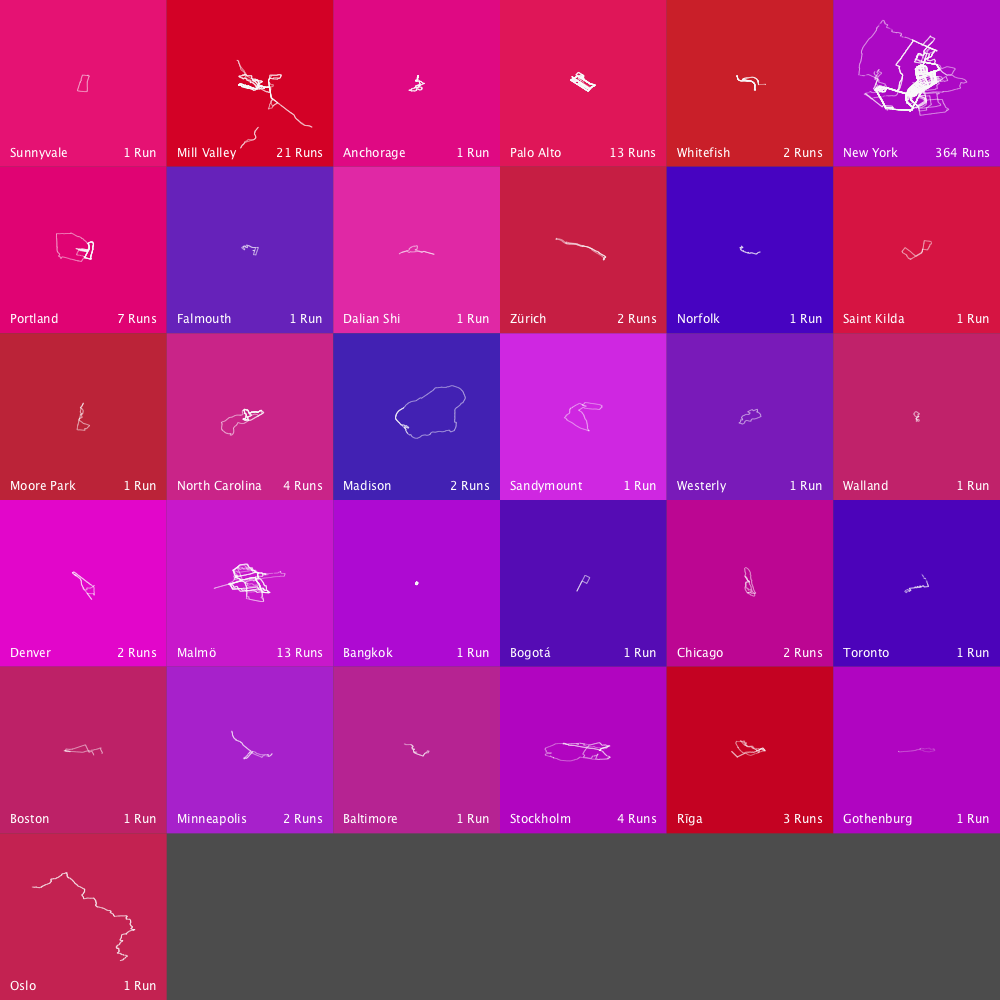 Sunnyvale 1 Run
Mill Valley 21 Runs
Anchorage 1 Run
Palo Alto 13 Runs
Whitefish 2 Runs
New York 364 Runs
Portland 7 Runs
Falmouth 1 Run
Dalian Shi 1 Run
Zürich 2 Runs
Norfolk 1 Run
Saint Kilda 1 Run
Moore Park 1 Run
North Carolina 4 Runs
Madison 2 Runs
Sandymount 1 Run
Westerly 1 Run
Walland 1 Run
Denver 2 Runs
Malmö 13 Runs
Bangkok 1 Run
Bogotá 1 Run
Chicago 2 Runs
Toronto 1 Run
Boston 1 Run
Minneapolis 2 Runs
Baltimore 1 Run
Stockholm 4 Runs
Rīga 3 Runs
Gothenburg 1 Run
Oslo 1 Run